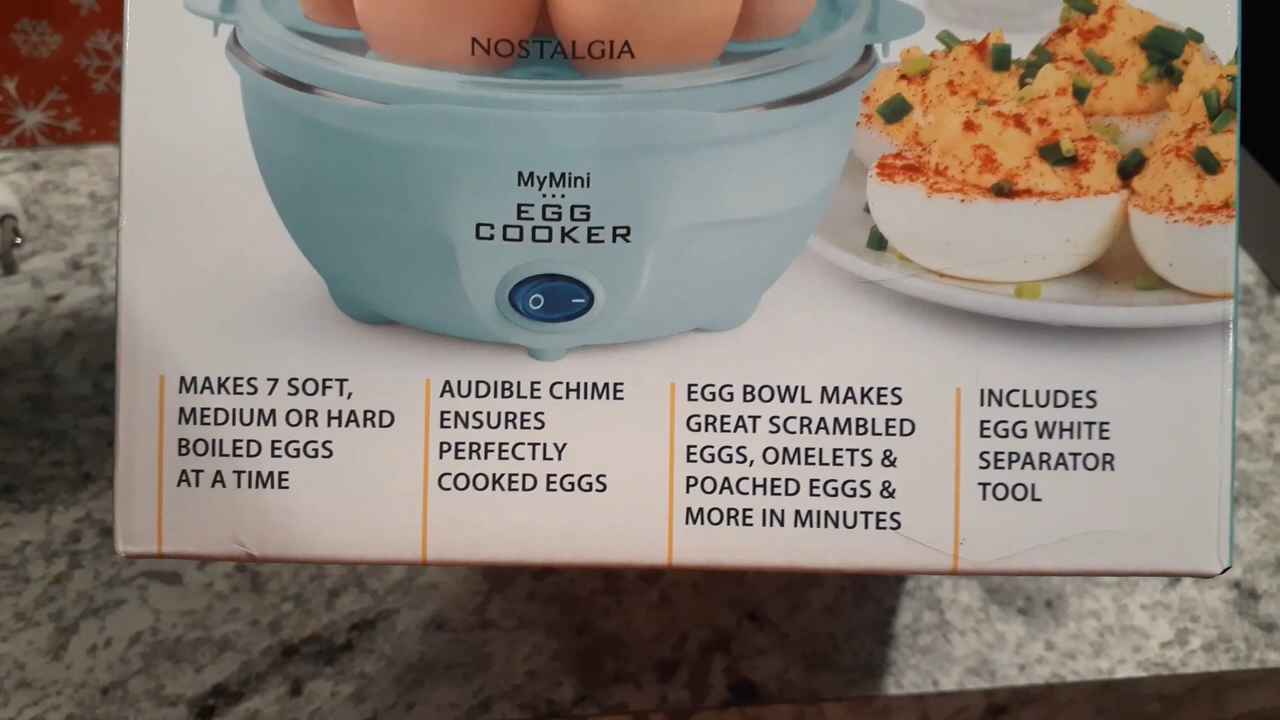 NOSTALGIA
MyMini
EGG
COOKER
MAKES 7 SOFT,
MEDIUM OR HARD
BOILED EGGS
AT A TIME
AUDIBLE CHIME
ENSURES
PERFECTLY
COOKED EGGS
EGG BOWL MAKES
GREAT SCRAMBLED
EGGS, OMELETS &
POACHED EGGS &
MORE IN MINUTES
INCLUDES
EGG WHITE
SEPARATOR
TOOL